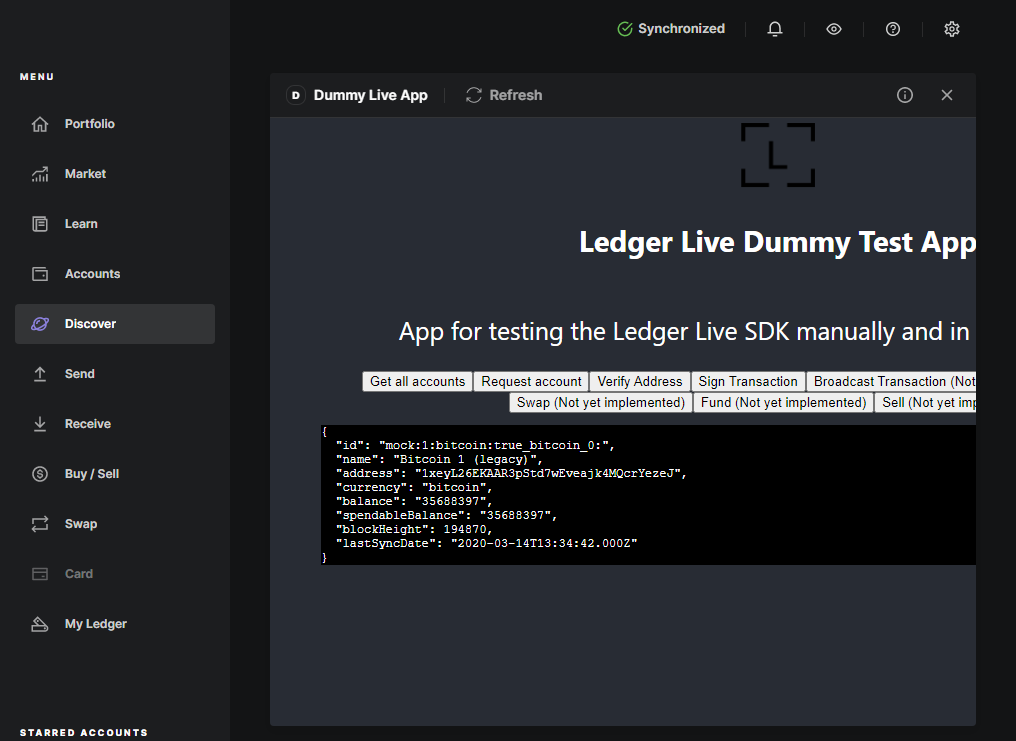 Synchronized
MENU
Portfolio
Market
Learn
Accounts
Discover
Send
Receive
Buy / Sell
Swap
Card
My Ledger
STARRED ACCOUNTS
D Dummy Live App
Refresh
L
Ledger Live Dummy Test App
App for testing the Ledger Live SDK manually and in
Get all accounts Request account Verify Address Sign Transaction Broadcast Transaction (Not
Swap (Not yet implemented) Fund (Not yet implemented) Sell (Not yet imp
{
"id": "mock:1:bitcoin:true_bitcoin_0:",
"name": "Bitcoin 1 (legacy)",
"address": "1xeyL26EKAAR3pStd7wEveajk4MQcrYezeJ",
"currency": "bitcoin",
"balance": "35688397",
"spendableBalance": "35688397",
"blockHeight": 194870,
"lastSyncDate": "2020-03-14T13:34:42.000Z"
}